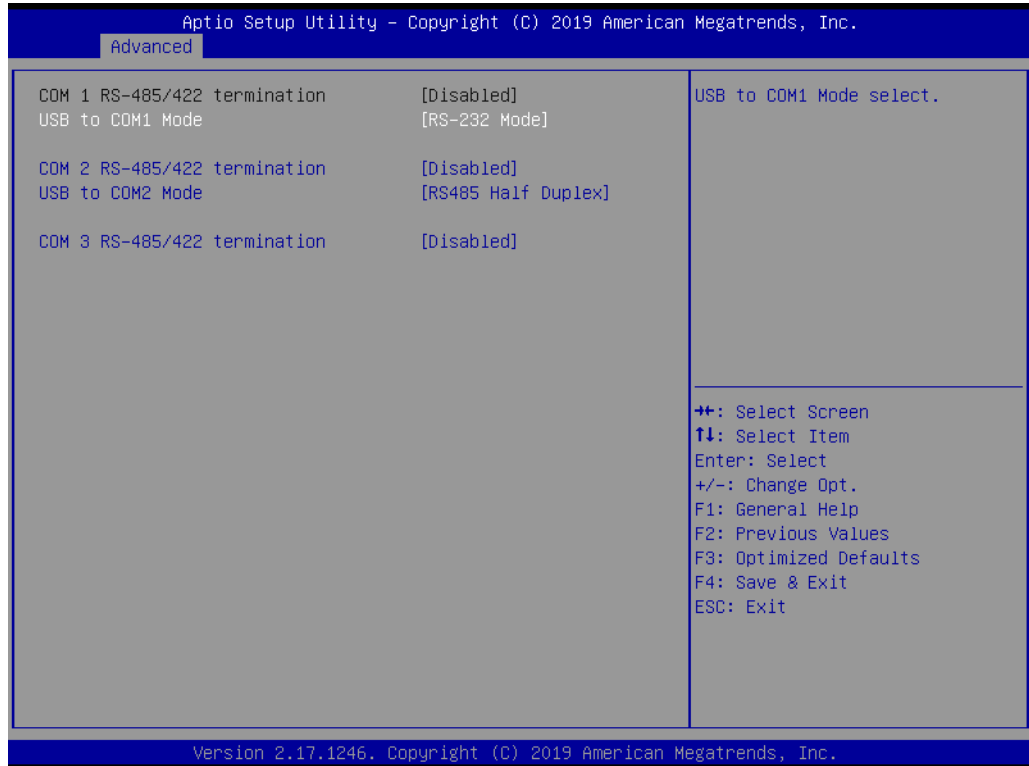 Aptio Setup Utility – Copyright (C) 2019 American Megatrends, Inc.
Advanced
COM 1 RS-485/422 termination [Disabled]
USB to COM1 Mode [RS-232 Mode]
COM 2 RS-485/422 termination [Disabled]
USB to COM2 Mode [RS485 Half Duplex]
COM 3 RS-485/422 termination [Disabled]
USB to COM1 Mode select.
→←: Select Screen
↑↓: Select Item
Enter: Select
+/-: Change Opt.
F1: General Help
F2: Previous Values
F3: Optimized Defaults
F4: Save & Exit
ESC: Exit
Version 2.17.1246. Copyright (C) 2019 American Megatrends, Inc.